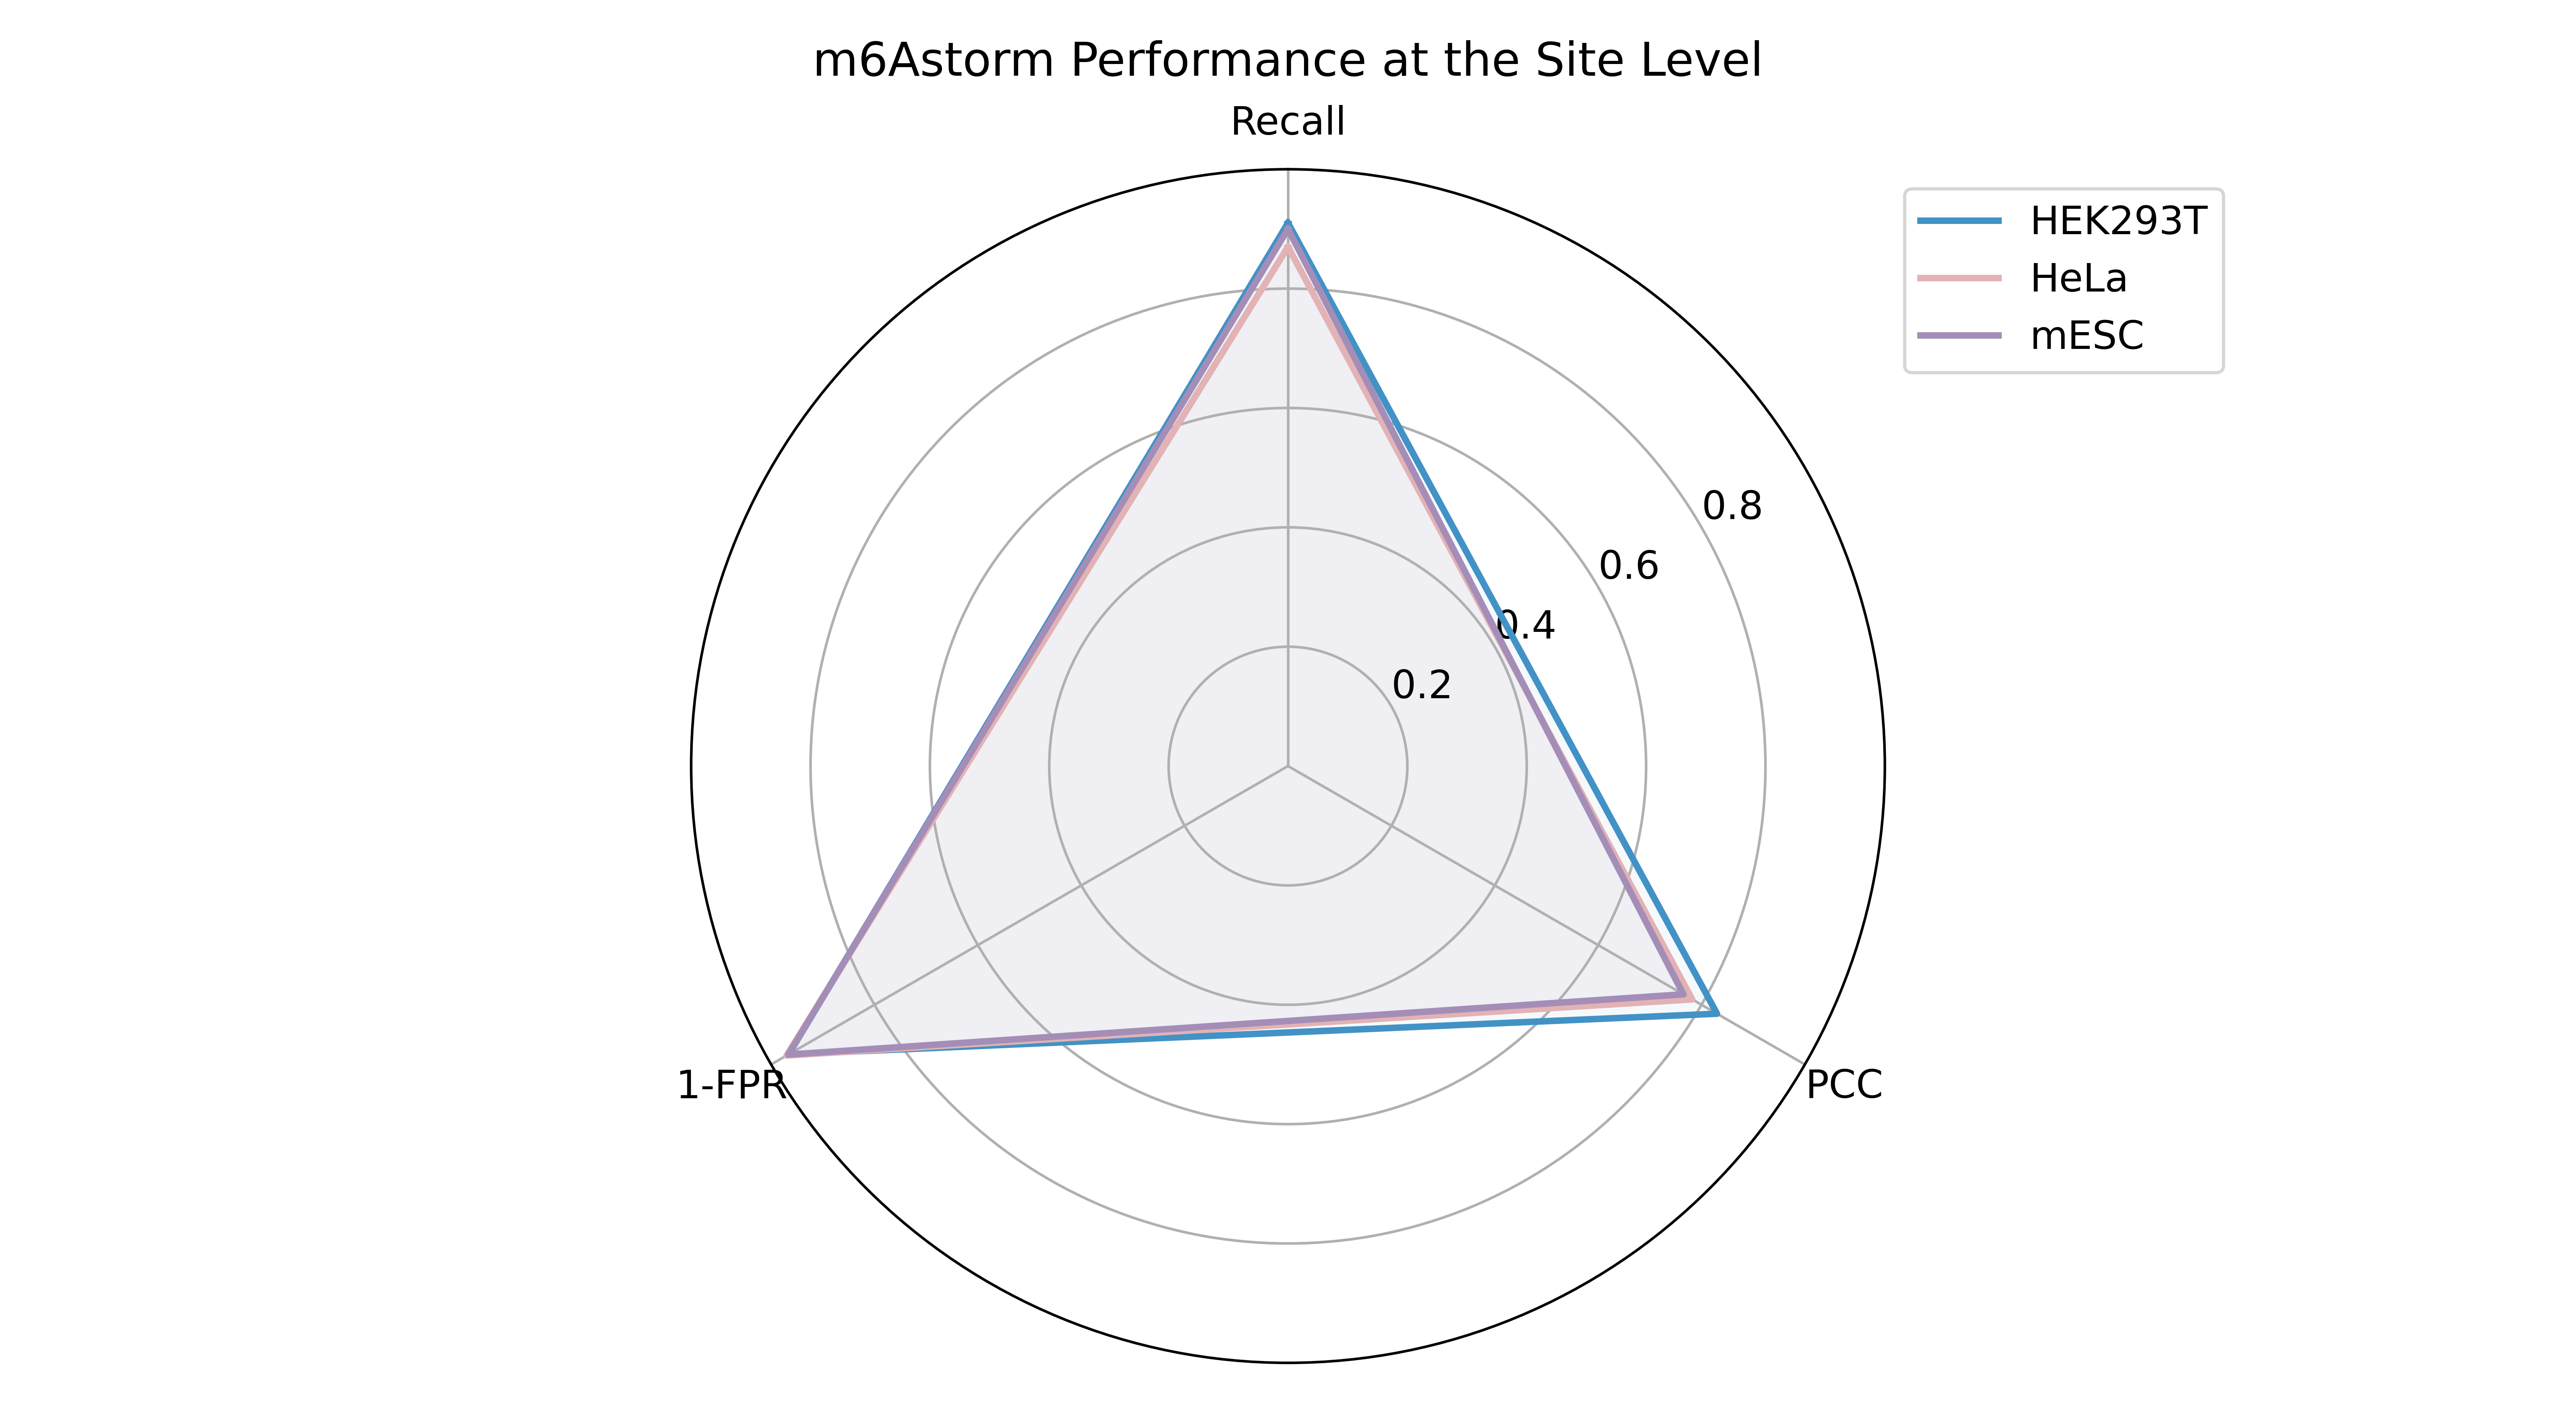 m6Astorm Performance at the Site Level
Recall
HEK293T
HeLa
mESC
0.8
0.6
0.4
0.2
1-FPR
PCC